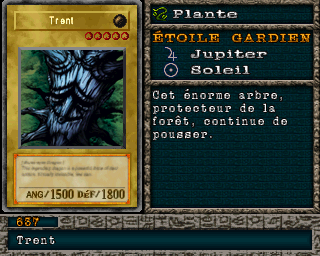 Trent
ANG/1500 DÉF/1800
Plante
ÉTOILE GARDIEN
Jupiter
Soleil
Cet énorme arbre,
protecteur de la
forêt, continue de
pousser.
637
Trent